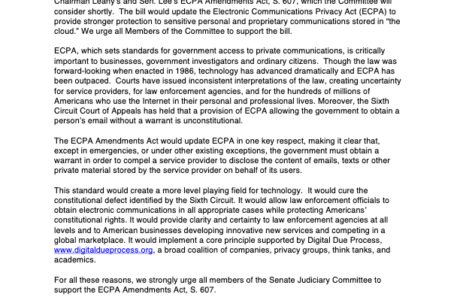 Chairman Leahy's and Sen. Lee's ECPA Amendments Act, S. 607, which the Committee will
consider shortly. The bill would update the Electronic Communications Privacy Act (ECPA) to
provide stronger protection to sensitive personal and proprietary communications stored in "the
cloud." We urge all Members of the Committee to support the bill.
ECPA, which sets standards for government access to private communications, is critically
important to businesses, government investigators and ordinary citizens. Though the law was
forward-looking when enacted in 1986, technology has advanced dramatically and ECPA has
been outpaced. Courts have issued inconsistent interpretations of the law, creating uncertainty
for service providers, for law enforcement agencies, and for the hundreds of millions of
Americans who use the Internet in their personal and professional lives. Moreover, the Sixth
Circuit Court of Appeals has held that a provision of ECPA allowing the government to obtain a
person's email without a warrant is unconstitutional.
The ECPA Amendments Act would update ECPA in one key respect, making it clear that,
except in emergencies, or under other existing exceptions, the government must obtain a
warrant in order to compel a service provider to disclose the content of emails, texts or other
private material stored by the service provider on behalf of its users.
This standard would create a more level playing field for technology. It would cure the
constitutional defect identified by the Sixth Circuit. It would allow law enforcement officials to
obtain electronic communications in all appropriate cases while protecting Americans'
constitutional rights. It would provide clarity and certainty to law enforcement agencies at all
levels and to American businesses developing innovative new services and competing in a
global marketplace. It would implement a core principle supported by Digital Due Process,
www.digitaldueprocess.org, a broad coalition of companies, privacy groups, think tanks, and
academics.
For all these reasons, we strongly urge all members of the Senate Judiciary Committee to
support the ECPA Amendments Act, S. 607.